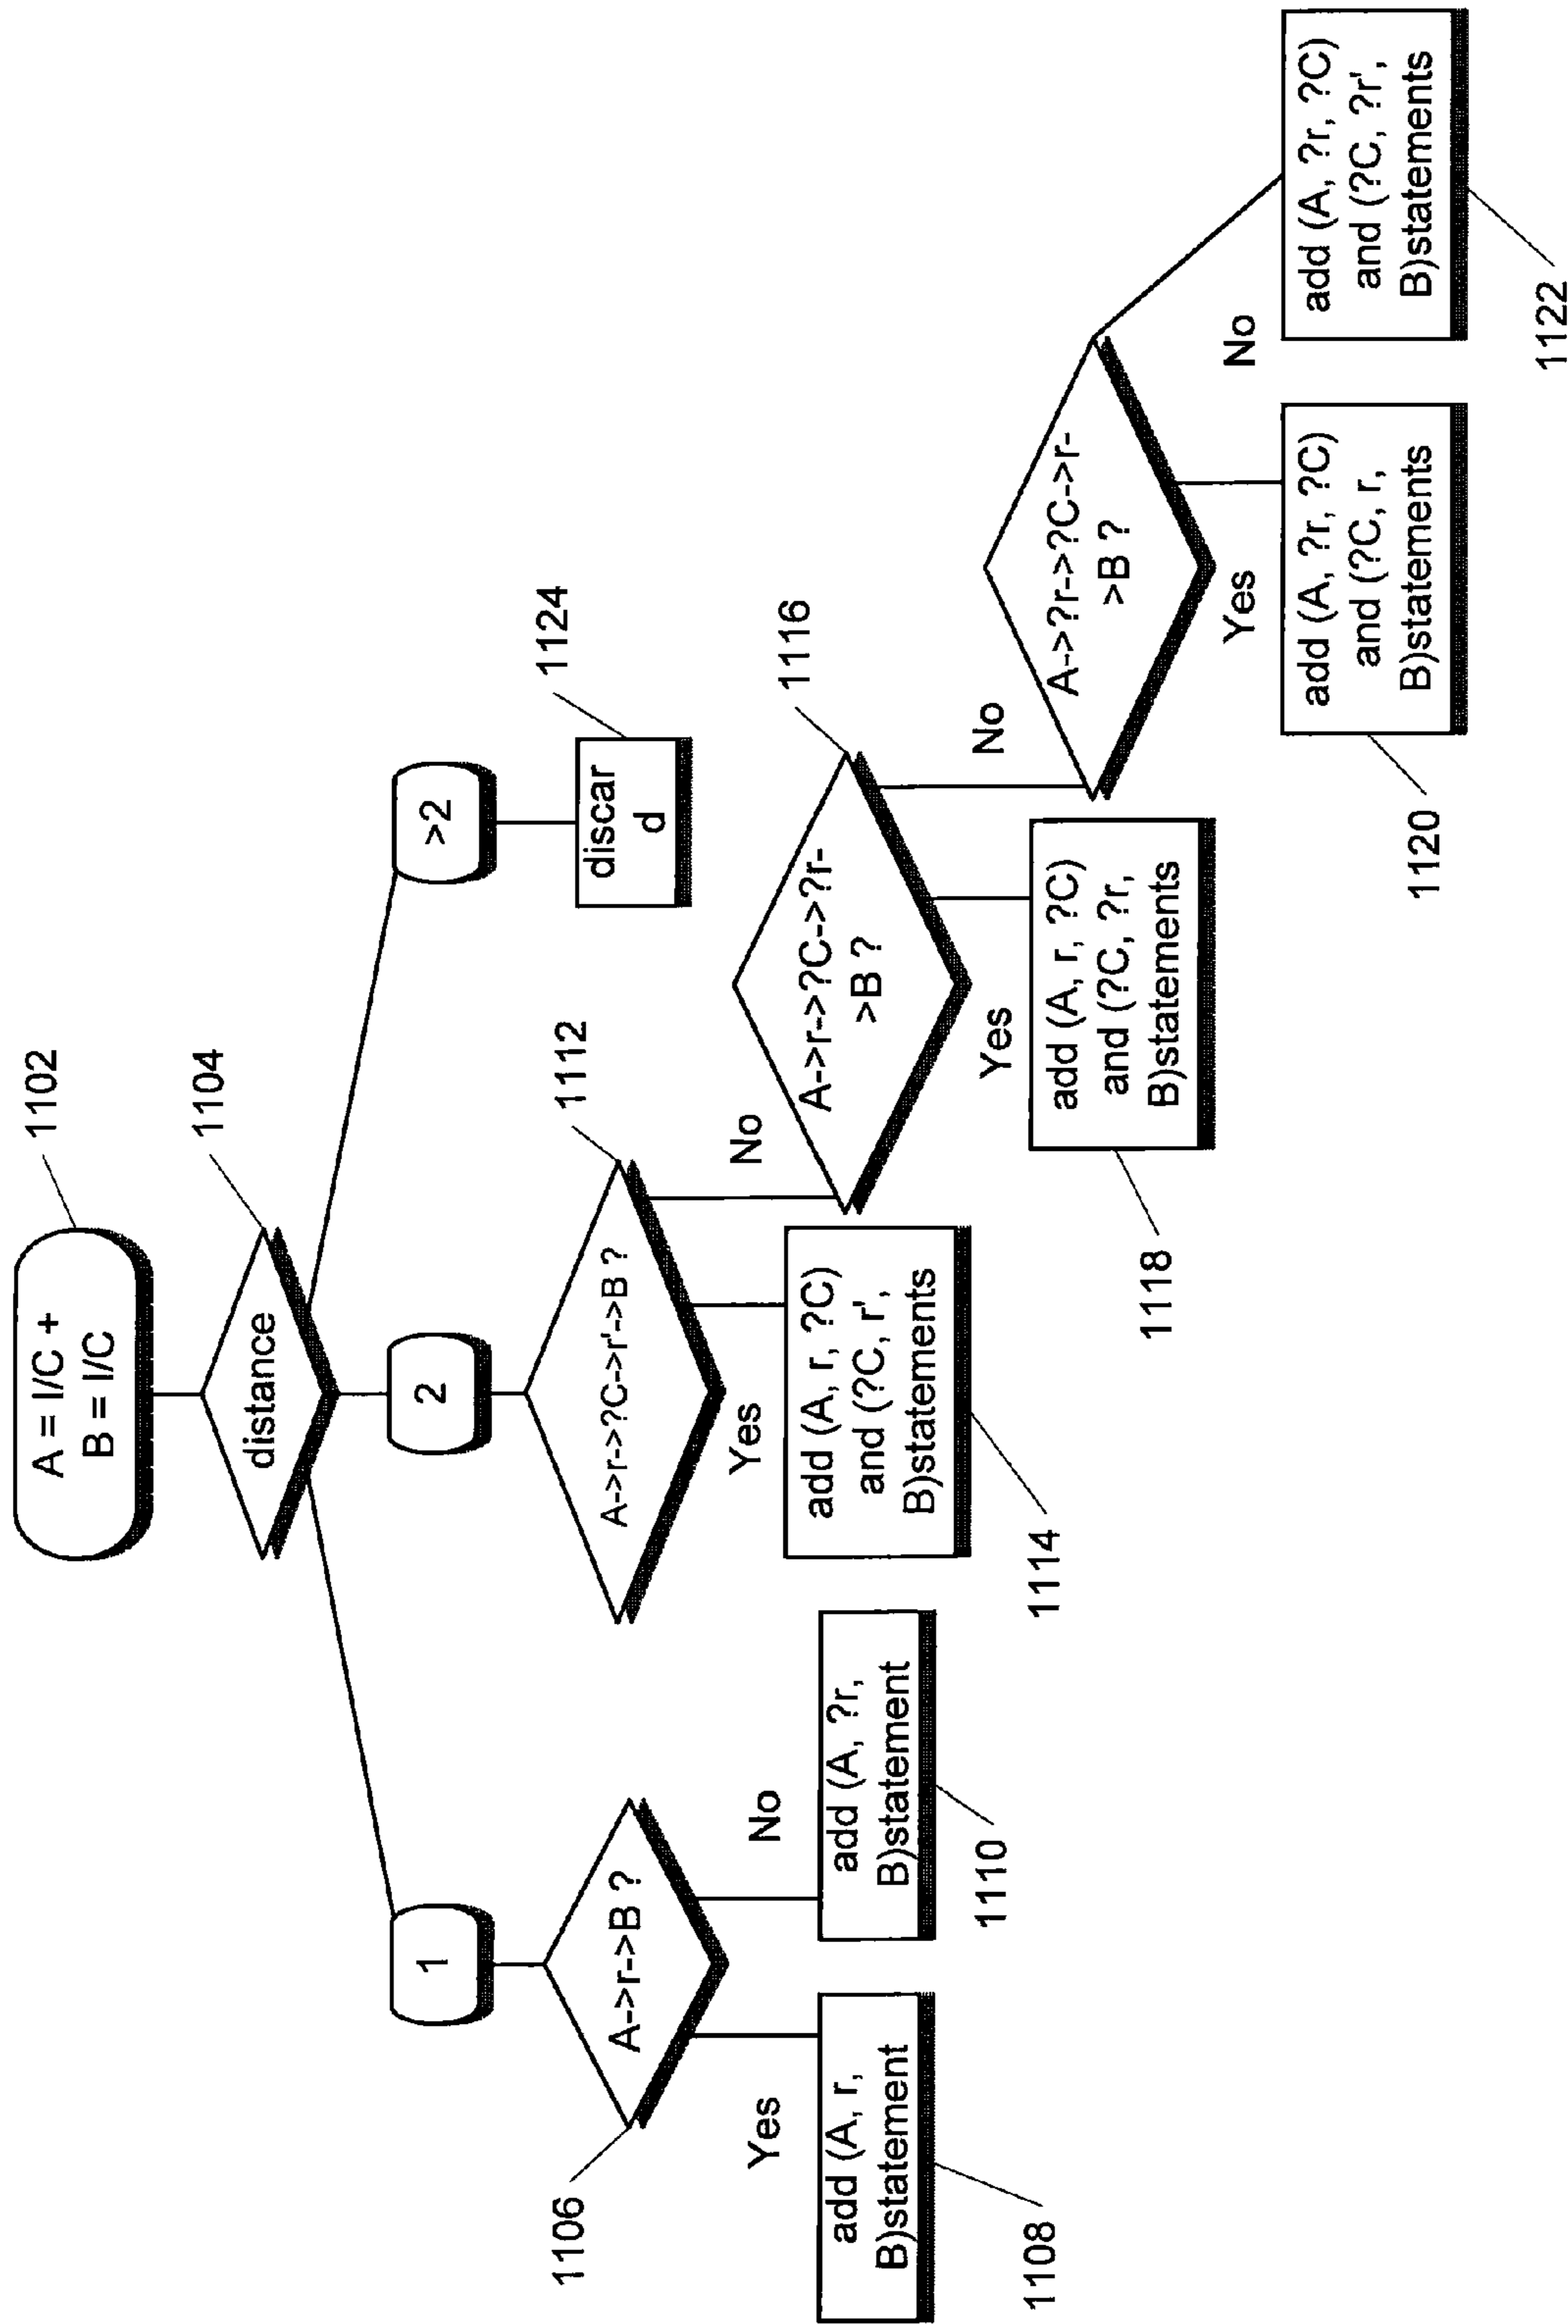 A = I/C +
B = I/C
1102
distance
1104
1
2
>2
A->r->B ?
1106
Yes
No
add (A, r,
B)statement
1108
add (A, ?r,
B)statement
1110
A->r->?C->r'->B ?
1112
Yes
No
add (A, r, ?C)
and (?C, r',
B)statements
1114
discar
d
1124
A->r->?C->?r-
>B ?
1116
Yes
No
add (A, r, ?C)
and (?C, ?r,
B)statements
1118
A->?r->?C->r-
>B ?
Yes
No
add (A, ?r, ?C)
and (?C, r,
B)statements
1120
add (A, ?r, ?C)
and (?C, ?r',
B)statements
1122